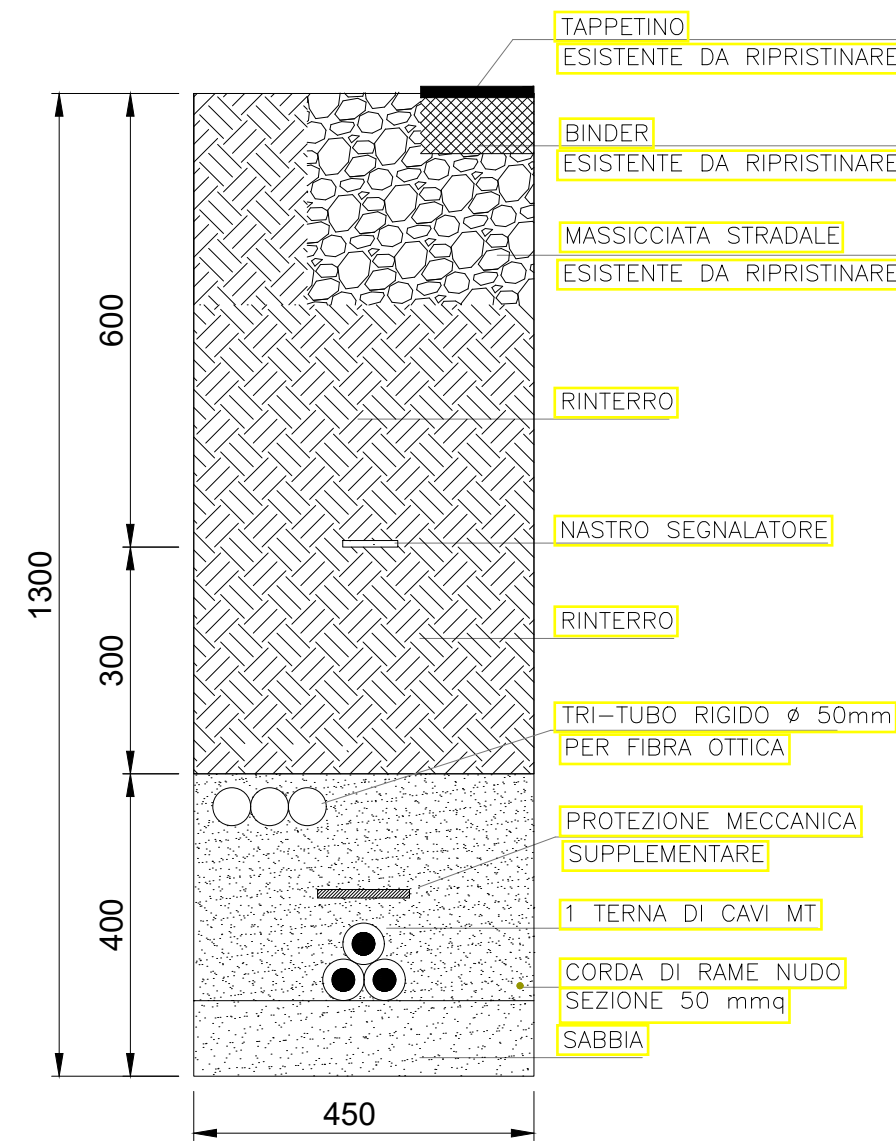 TAPPETINO
ESISTENTE DA RIPRISTINARE
BINDER
ESISTENTE DA RIPRISTINARE
MASSICCIATA STRADALE
ESISTENTE DA RIPRISTINARE
600
RINTERRO
NASTRO SEGNALATORE
1300
300
RINTERRO
TRI-TUBO RIGIDO Ø 50mm
PER FIBRA OTTICA
PROTEZIONE MECCANICA
SUPPLEMENTARE
400
1 TERNA DI CAVI MT
CORDA DI RAME NUDO
SEZIONE 50 mmq
SABBIA
450